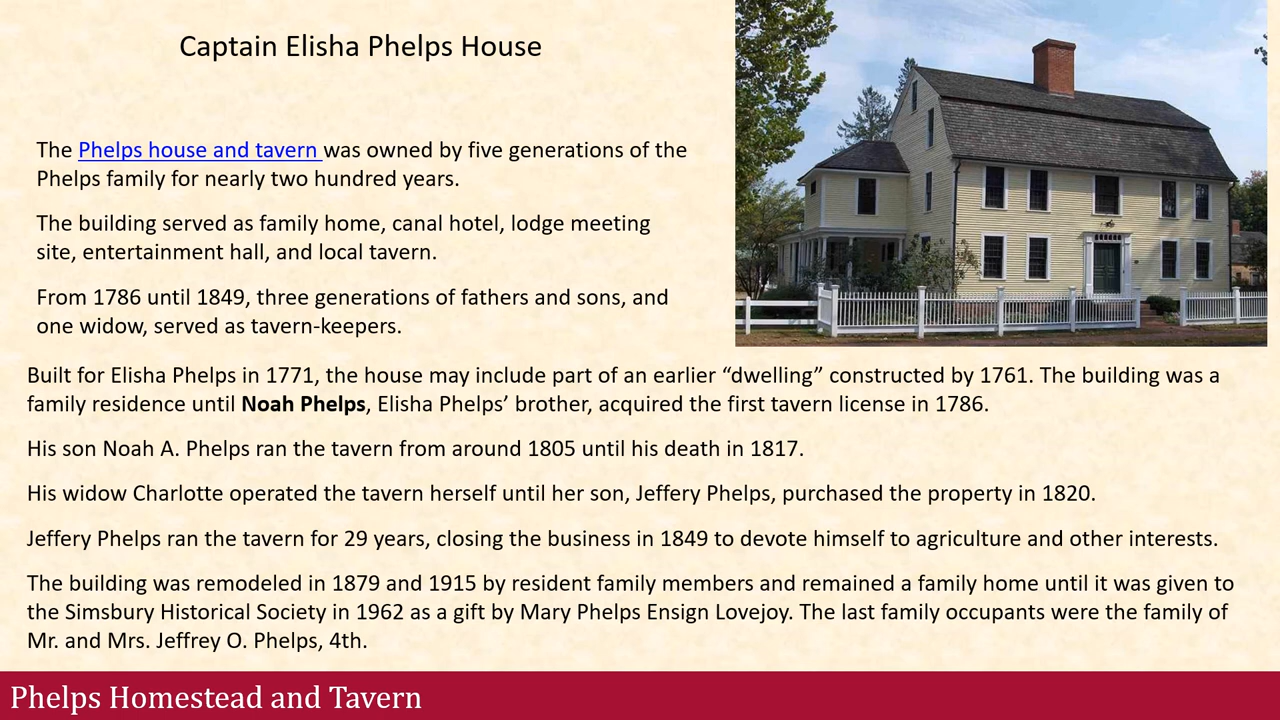 Captain Elisha Phelps House
The Phelps house and tavern was owned by five generations of the
Phelps family for nearly two hundred years.
The building served as family home, canal hotel, lodge meeting
site, entertainment hall, and local tavern.
From 1786 until 1849, three generations of fathers and sons, and
one widow, served as tavern-keepers.
Built for Elisha Phelps in 1771, the house may include part of an earlier “dwelling” constructed by 1761. The building was a
family residence until Noah Phelps, Elisha Phelps’ brother, acquired the first tavern license in 1786.
His son Noah A. Phelps ran the tavern from around 1805 until his death in 1817.
His widow Charlotte operated the tavern herself until her son, Jeffery Phelps, purchased the property in 1820.
Jeffery Phelps ran the tavern for 29 years, closing the business in 1849 to devote himself to agriculture and other interests.
The building was remodeled in 1879 and 1915 by resident family members and remained a family home until it was given to
the Simsbury Historical Society in 1962 as a gift by Mary Phelps Ensign Lovejoy. The last family occupants were the family of
Mr. and Mrs. Jeffrey O. Phelps, 4th.
Phelps Homestead and Tavern